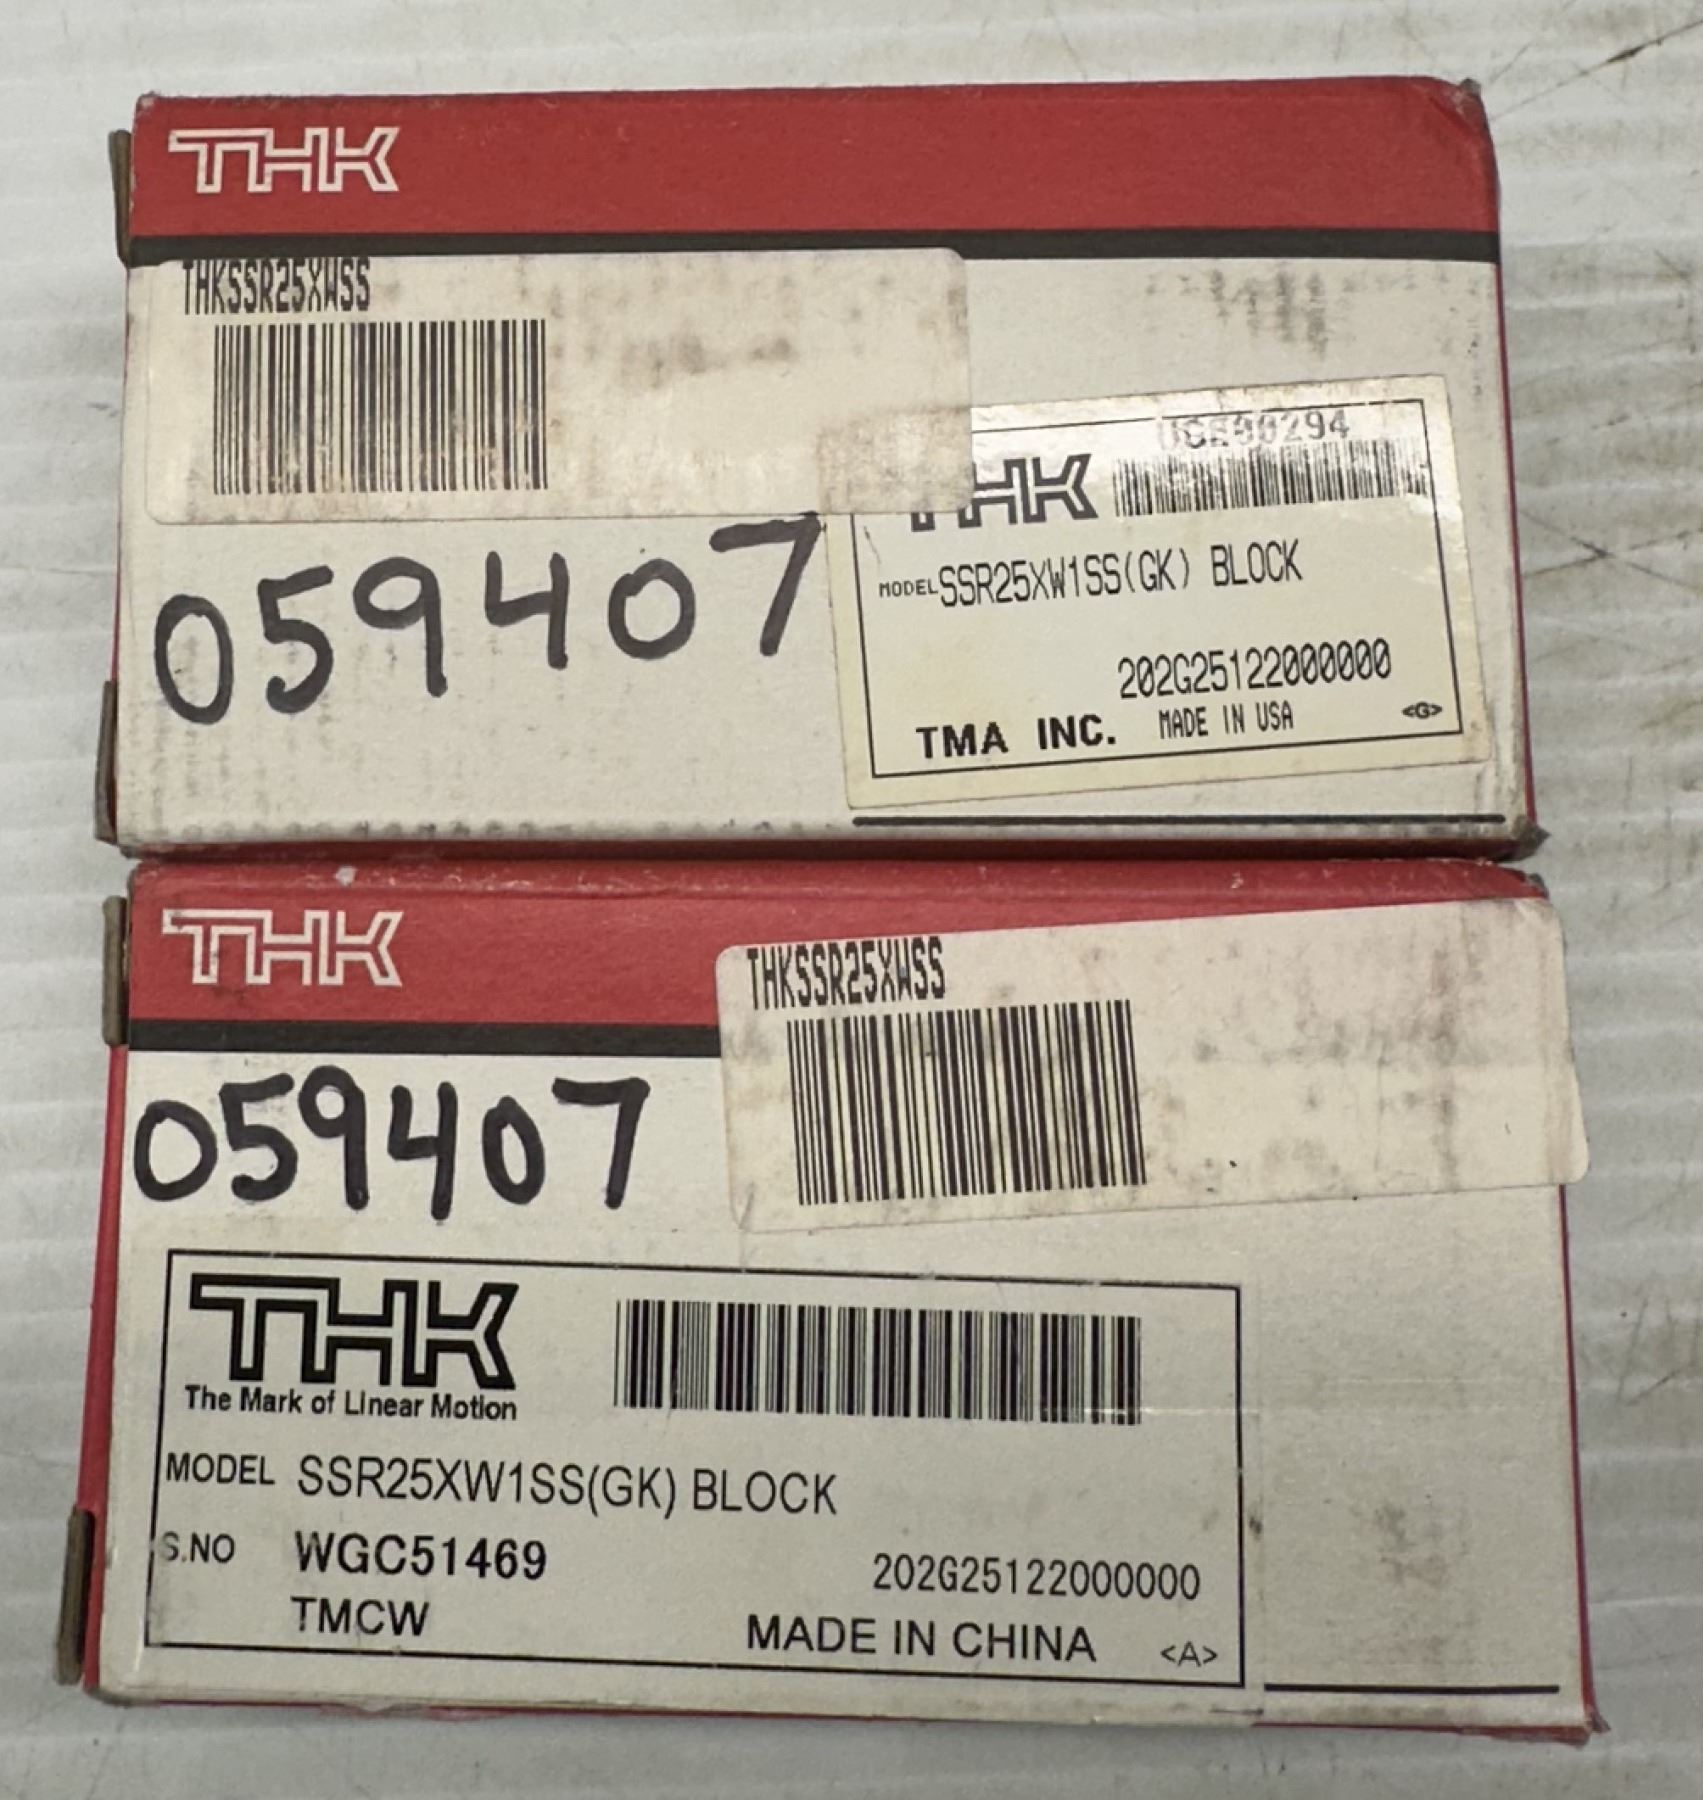 THK
THKSSR25XWSS
THK
MODEL SSR25XW1SS(GK) BLOCK
059407
202G25122000000
TMA INC. MADE IN USA <G>
THK
THKSSR25XWSS
059407
THK
The Mark of Linear Motion
MODEL SSR25XW1SS(GK) BLOCK
S.NO WGC51469 202G25122000000
TMCW MADE IN CHINA <A>